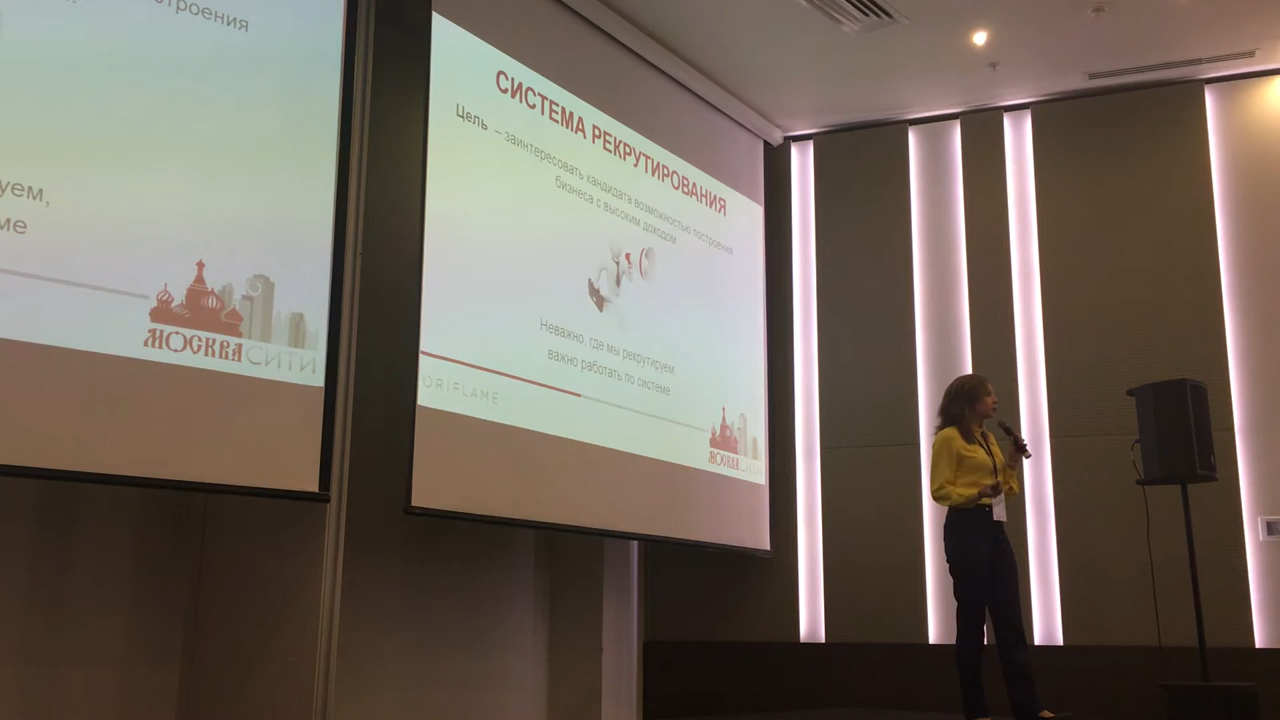 строения
уем,
ме
МОСКВА СИТИ
СИСТЕМА РЕКРУТИРОВАНИЯ
Цель – заинтересовать кандидата возможностью построения
бизнеса с высоким доходом
Неважно, где мы рекрутируем
важно работать по системе
ORIFLAME
МОСКВА СИТИ